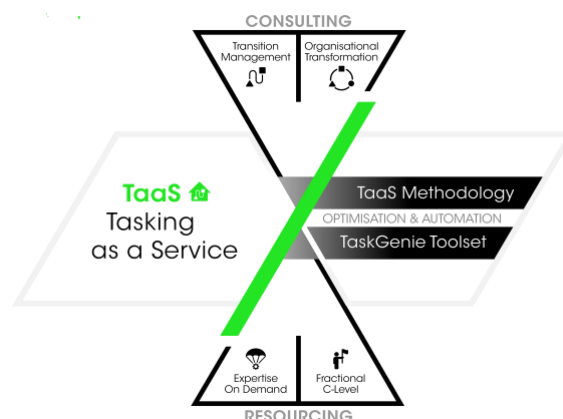 CONSULTING
Transition
Management
Organisational
Transformation
TaaS
Tasking
as a Service
TaaS Methodology
OPTIMISATION & AUTOMATION
TaskGenie Toolset
Expertise
On Demand
Fractional
C-Level
RESOURCING